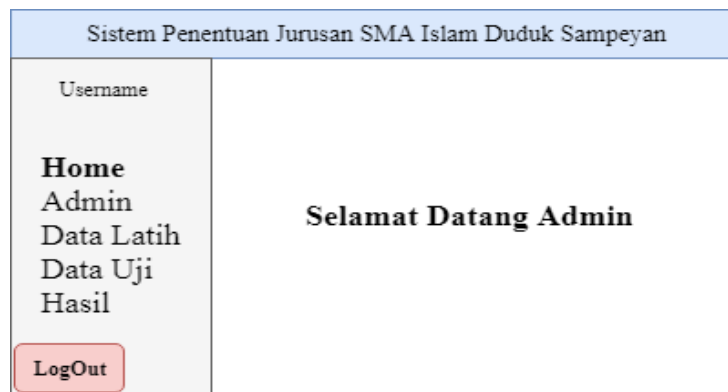 Sistem Penentuan Jurusan SMA Islam Duduk Sampeyan
Username
Home
Admin
Data Latih
Data Uji
Hasil
LogOut
Selamat Datang Admin